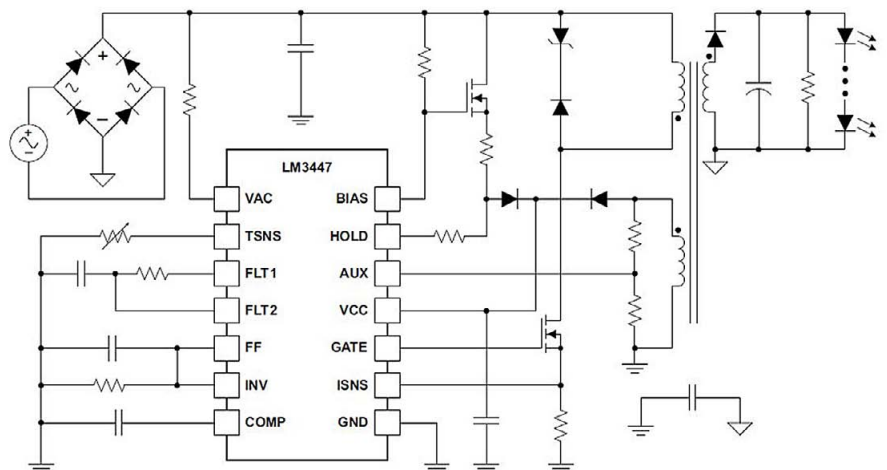 LM3447
VAC
BIAS
TSNS
HOLD
FLT1
AUX
FLT2
VCC
FF
GATE
INV
ISNS
COMP
GND